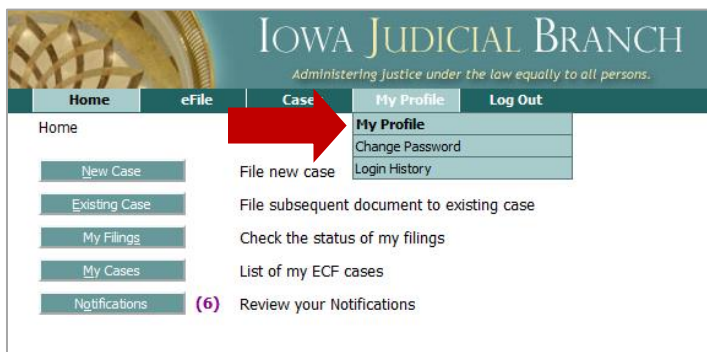 IOWA JUDICIAL BRANCH
Administering justice under the law equally to all persons.
Home eFile Case My Profile Log Out
Home
My Profile
Change Password
Login History
New Case File new case
Existing Case File subsequent document to existing case
My Filings Check the status of my filings
My Cases List of my ECF cases
Notifications (6) Review your Notifications